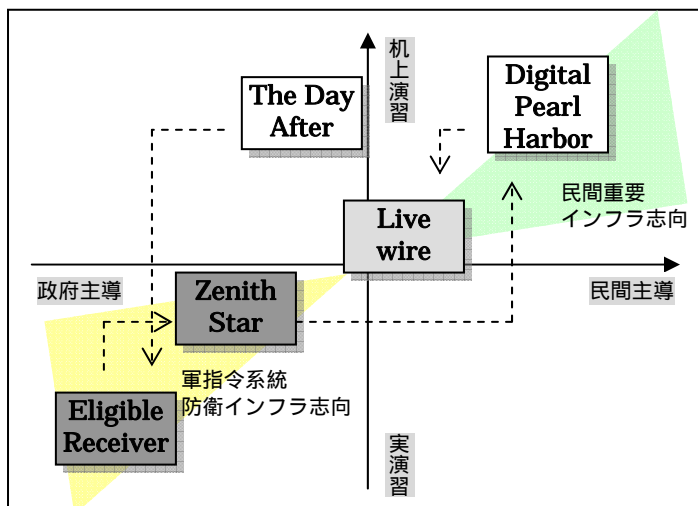 机上演習
The Day
After
Digital
Pearl
Harbor
民間重要
インフラ志向
Live
wire
政府主導
民間主導
Zenith
Star
軍指令系統
防衛インフラ志向
Eligible
Receiver
実演習